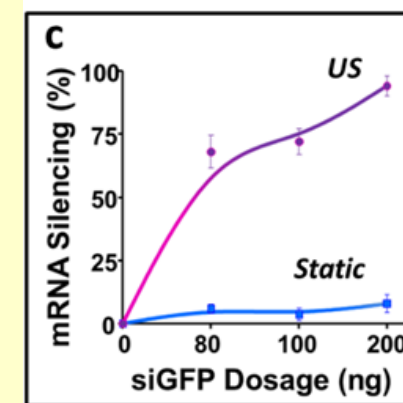 C
US
100
75
50
25
0
mRNA Silencing (%)
Static
0 80 100 200
siGFP Dosage (ng)